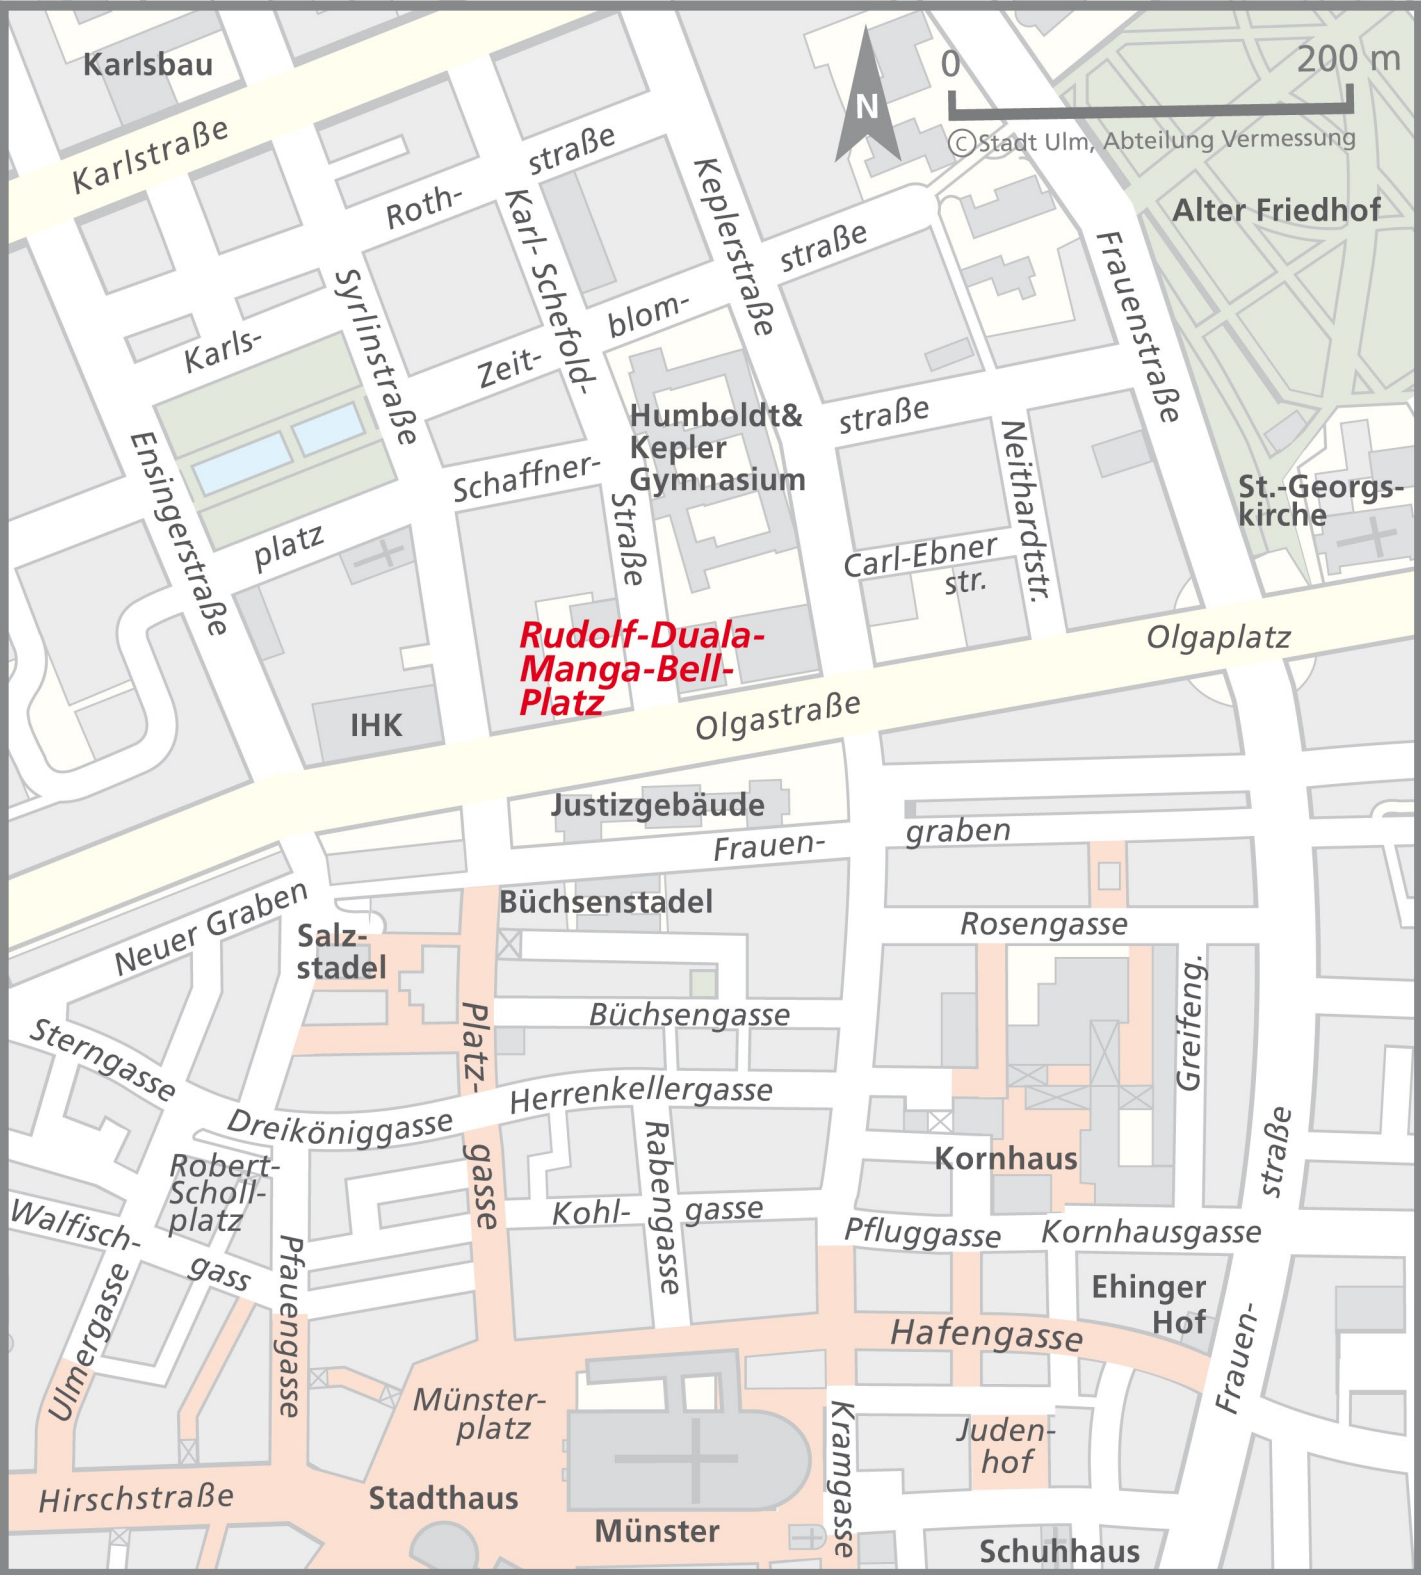 Karlsbau
0
200 m
N
©Stadt Ulm, Abteilung Vermessung
Karlstraße
straße
Roth-
Karl- Schefold-
Straße
Keplerstraße
straße
Alter Friedhof
Frauenstraße
Syrlinstraße
Karls-
blom-
Zeit-
Humboldt&
Kepler
Gymnasium
straße
Neithardtstr.
Ensingerstraße
Schaffner-
St.-Georgs-
kirche
platz
Carl-Ebner
str.
Rudolf-Duala-
Manga-Bell-
Platz
Olgaplatz
IHK
Olgastraße
Justizgebäude
Frauen-
graben
Büchsenstadel
Neuer Graben
Rosengasse
Salz-
stadel
Büchsengasse
Greifeng.
Sterngasse
Platz-
gasse
Herrenkellergasse
Dreiköniggasse
Rabengasse
Kornhaus
straße
Robert-
Scholl-
platz
Walfisch-
gass
Kohl-
gasse
Pfluggasse
Kornhausgasse
Pfauengasse
Ulmergasse
Ehinger
Hof
Hafengasse
Frauen-
Münster-
platz
Kramgasse
Juden-
hof
Hirschstraße
Stadthaus
Münster
Schuhhaus